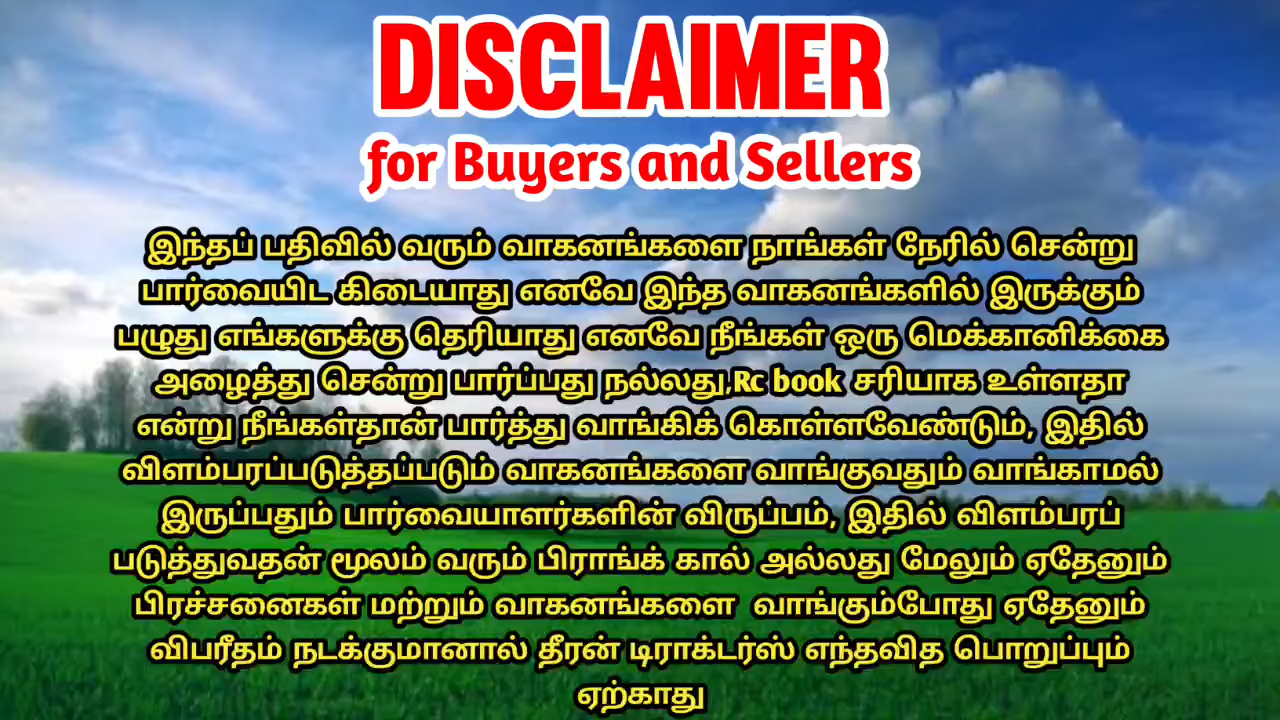 DISCLAIMER
for Buyers and Sellers
இந்தப் பதிவில் வரும் வாகனங்களை நாங்கள் நேரில் சென்று
பார்வையிட கிடையாது எனவே இந்த வாகனங்களில் இருக்கும்
பழுது எங்களுக்கு தெரியாது எனவே நீங்கள் ஒரு மெக்கானிக்கை
அழைத்து சென்று பார்ப்பது நல்லது,Rc book சரியாக உள்ளதா
என்று நீங்கள்தான் பார்த்து வாங்கிக் கொள்ளவேண்டும், இதில்
விளம்பரப்படுத்தப்படும் வாகனங்களை வாங்குவதும் வாங்காமல்
இருப்பதும் பார்வையாளர்களின் விருப்பம், இதில் விளம்பரப்
படுத்துவதன் மூலம் வரும் பிராங்க் கால் அல்லது மேலும் ஏதேனும்
பிரச்சனைகள் மற்றும் வாகனங்களை  வாங்கும்போது ஏதேனும்
விபரீதம் நடக்குமானால் தீரன் டிராக்டர்ஸ் எந்தவித பொறுப்பும்
ஏற்காது